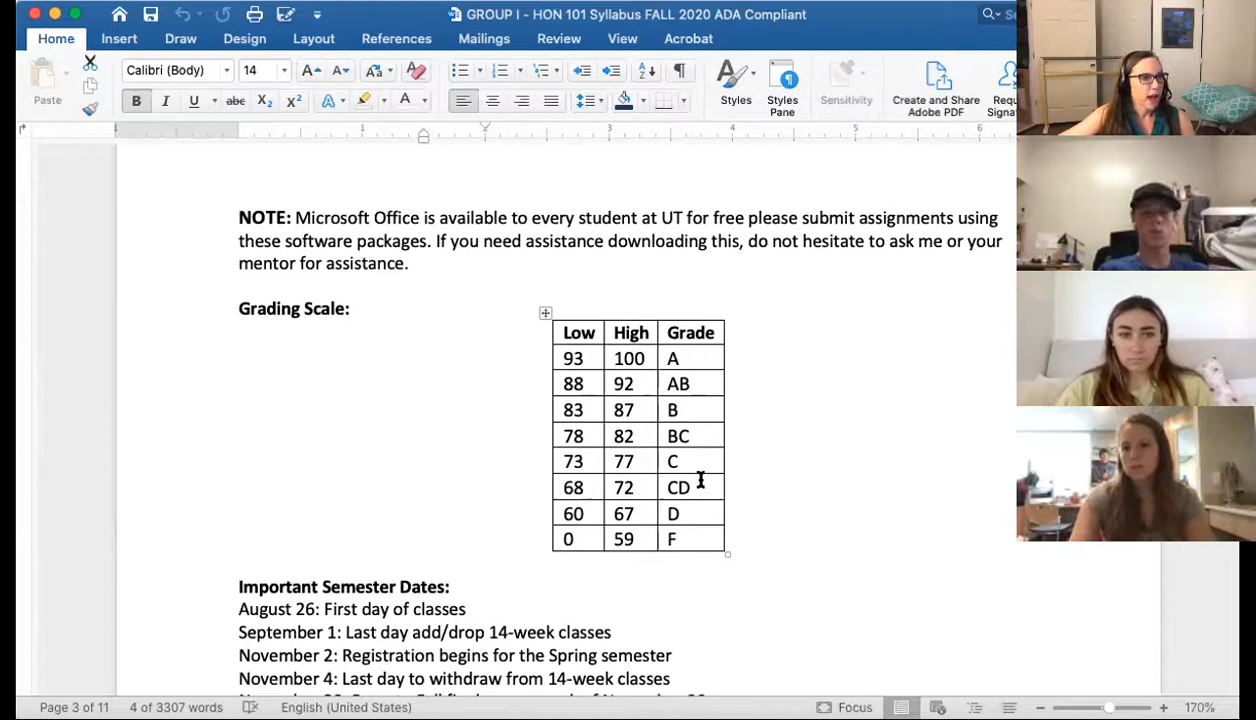 GROUP I - HON 101 Syllabus FALL 2020 ADA Compliant
Home Insert Draw Design Layout References Mailings Review View Acrobat
Calibri (Body) 14
Paste
Styles
Styles Pane
Sensitivity
Create and Share Adobe PDF
1 1 2 3 4 5 6
NOTE: Microsoft Office is available to every student at UT for free please submit assignments using
these software packages. If you need assistance downloading this, do not hesitate to ask me or your
mentor for assistance.
Grading Scale:
Low High Grade
93 100 A
88 92 AB
83 87 B
78 82 BC
73 77 C
68 72 CD
60 67 D
0 59 F
Important Semester Dates:
August 26: First day of classes
September 1: Last day add/drop 14-week classes
November 2: Registration begins for the Spring semester
November 4: Last day to withdraw from 14-week classes
Page 3 of 11 4 of 3307 words English (United States) Focus 170%